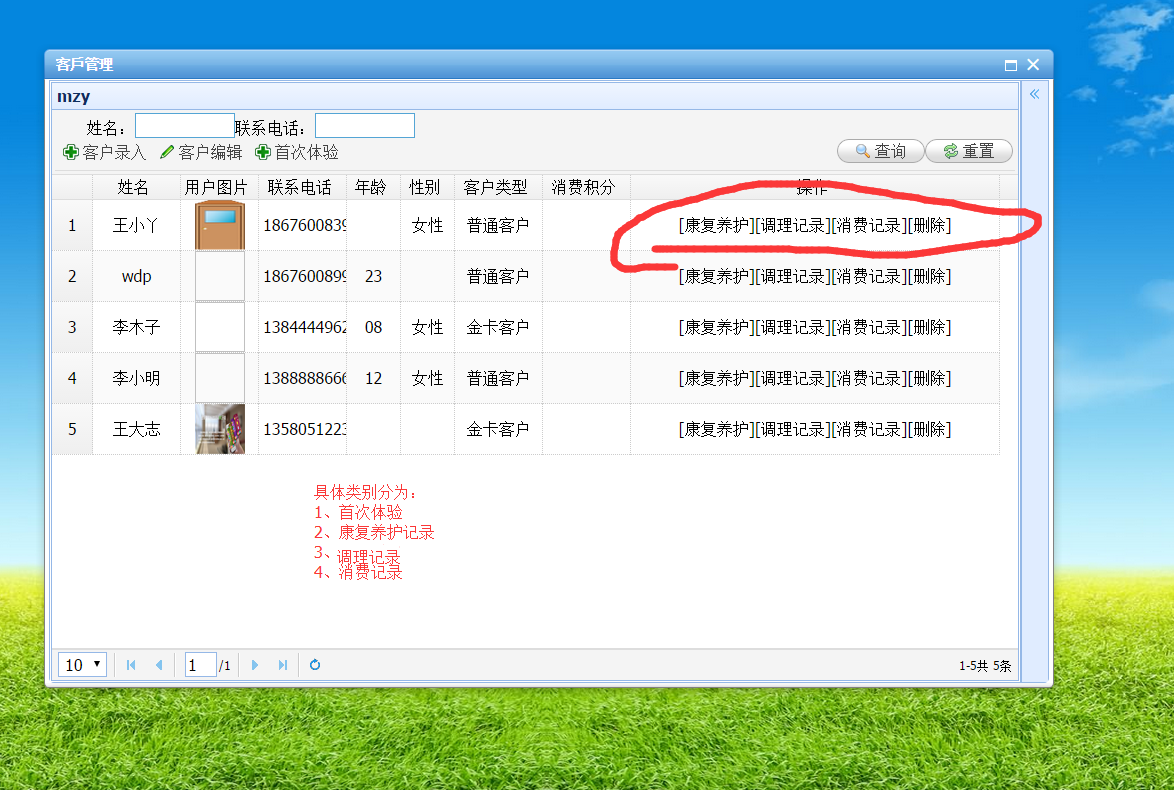 客戶管理
mzy
姓名： 联系电话：
客户录入 客户编辑 首次体验 查询 重置
姓名 用户图片 联系电话 年龄 性别 客户类型 消费积分 操作
1 王小丫 1867600839 女性 普通客户 [康复养护][调理记录][消费记录][删除]
2 wdp 1867600899 23 普通客户 [康复养护][调理记录][消费记录][删除]
3 李木子 1384444962 08 女性 金卡客户 [康复养护][调理记录][消费记录][删除]
4 李小明 1388888666 12 女性 普通客户 [康复养护][调理记录][消费记录][删除]
5 王大志 1358051223 金卡客户 [康复养护][调理记录][消费记录][删除]
具体类别分为：
1、首次体验
2、康复养护记录
3、调理记录
4、消费记录
10 1 /1 1-5共 5条